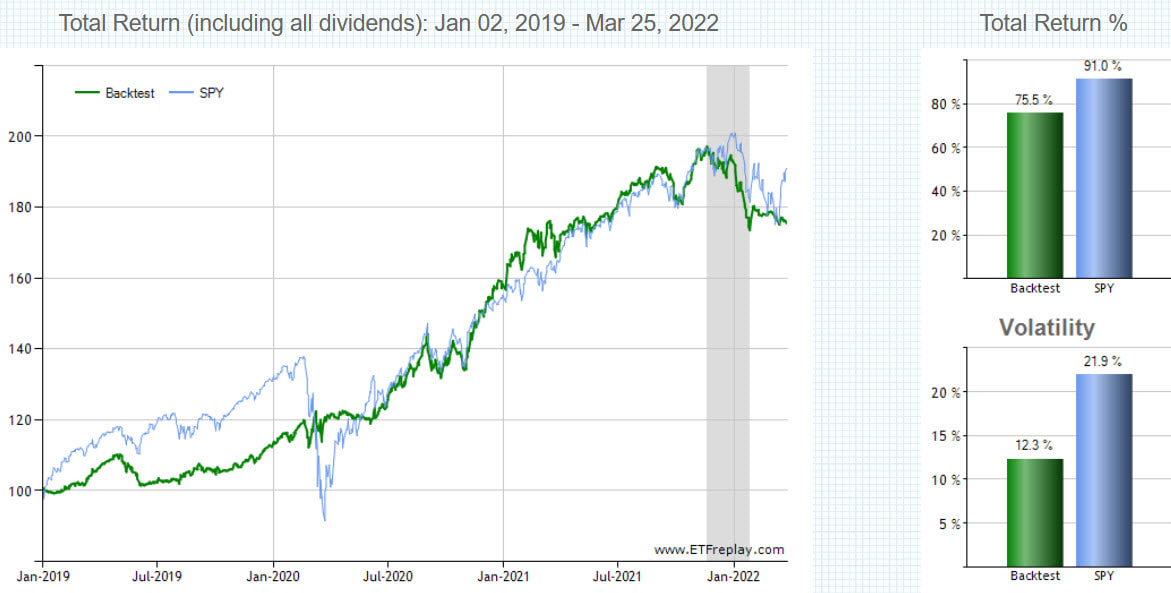 Total Return (including all dividends): Jan 02, 2019 - Mar 25, 2022
Backtest
SPY
200
180
160
140
120
100
www.ETFreplay.com
Jan-2019
Jul-2019
Jan-2020
Jul-2020
Jan-2021
Jul-2021
Jan-2022
Total Return %
91.0 %
75.5 %
80 %
60 %
40 %
20 %
Backtest
SPY
Volatility
21.9 %
12.3 %
20 %
15 %
10 %
5 %
Backtest
SPY